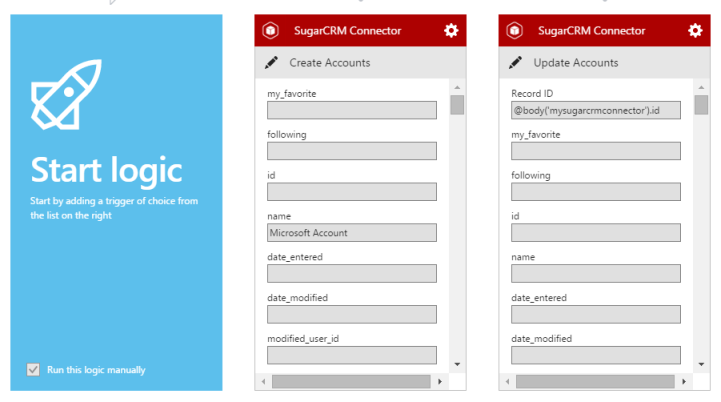 Start logic
Start by adding a trigger of choice from
the list on the right
Run this logic manually
SugarCRM Connector
Create Accounts
my_favorite
following
id
name
Microsoft Account
date_entered
date_modified
modified_user_id
SugarCRM Connector
Update Accounts
Record ID
@body('mysugarcrmconnector').id
my_favorite
following
id
name
date_entered
date_modified